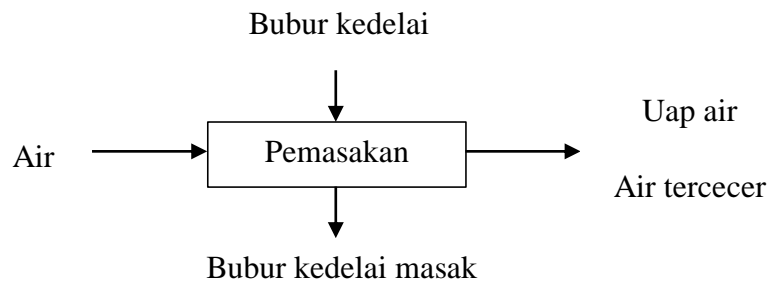 Bubur kedelai
Uap air
Air
Pemasakan
Air tercecer
Bubur kedelai masak